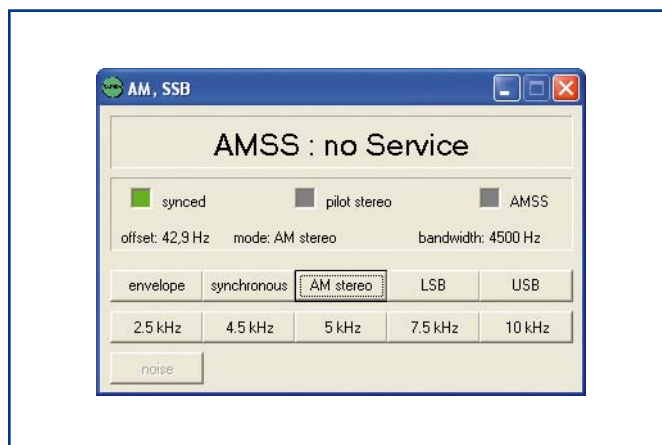 AM, SSB
AMSS : no Service
synced pilot stereo AMSS
offset: 42,9 Hz mode: AM stereo bandwidth: 4500 Hz
envelope synchronous AM stereo LSB USB
2.5 kHz 4.5 kHz 5 kHz 7.5 kHz 10 kHz
noise